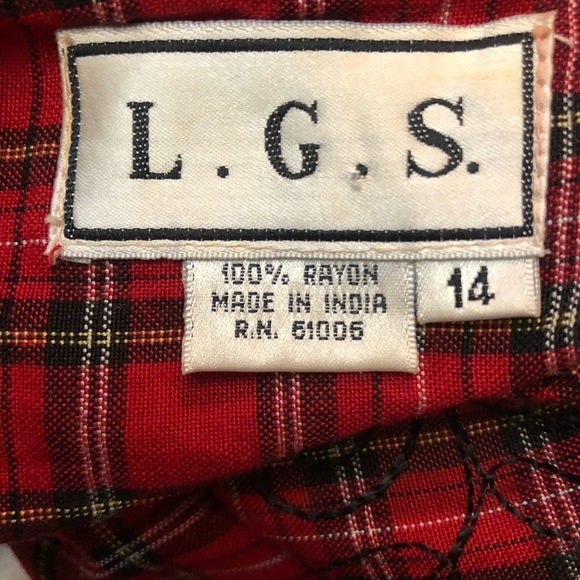 L.G.S.
100% RAYON
MADE IN INDIA
R.N. 61006
14